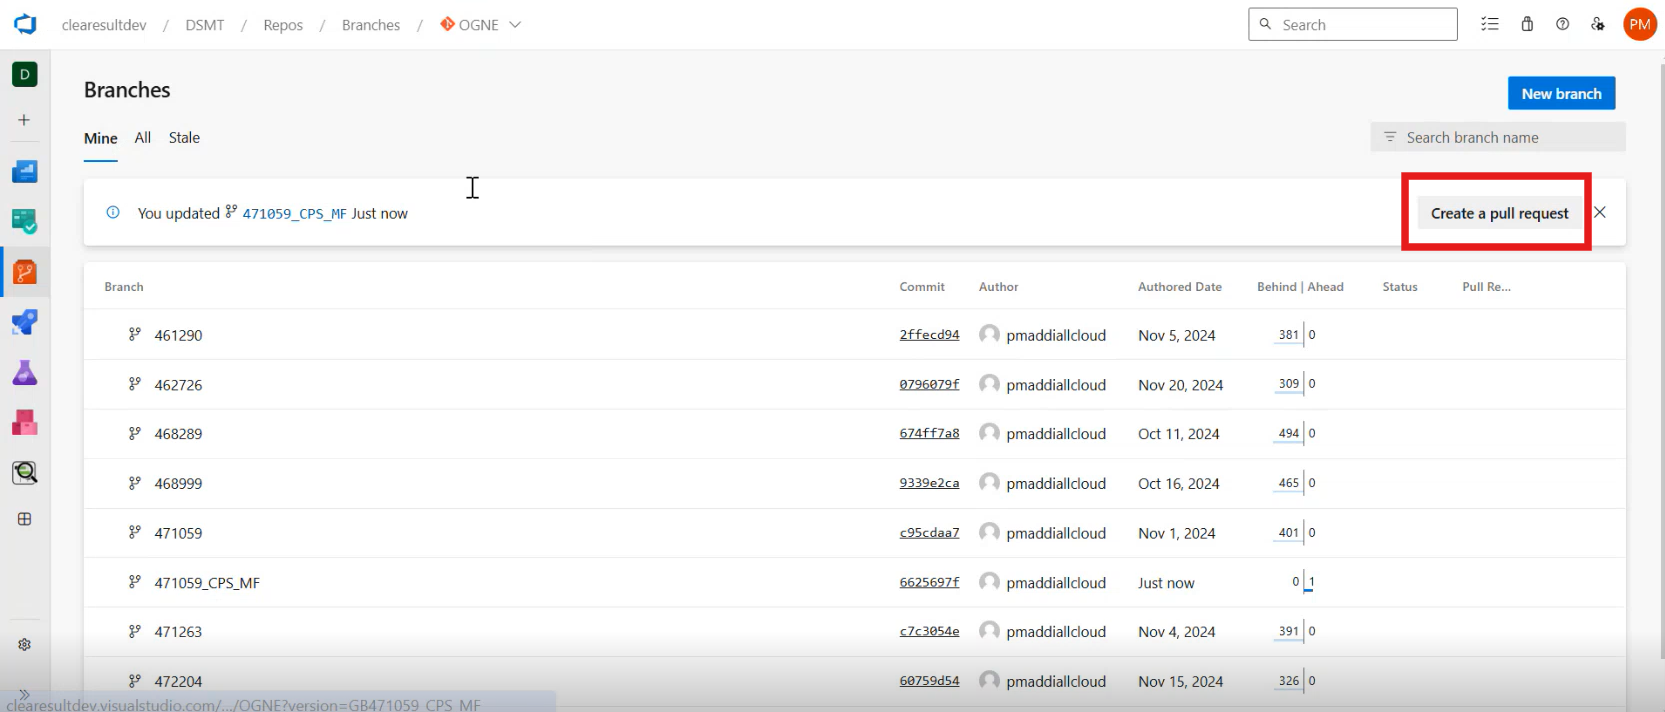 clearesultdev / DSMT / Repos / Branches / OGNE Search PM
D
Branches
New branch
Mine All Stale
Search branch name
You updated 471059_CPS_MF Just now
Create a pull request
Branch Commit Author Authored Date Behind | Ahead Status Pull Re...
461290 2ffecd94 pmaddiallcloud Nov 5, 2024 381 0
462726 0796079f pmaddiallcloud Nov 20, 2024 309 0
468289 674ff7a8 pmaddiallcloud Oct 11, 2024 494 0
468999 9339e2ca pmaddiallcloud Oct 16, 2024 465 0
471059 c95cdaa7 pmaddiallcloud Nov 1, 2024 401 0
471059_CPS_MF 6625697f pmaddiallcloud Just now 0 1
471263 c7c3054e pmaddiallcloud Nov 4, 2024 391 0
472204 60759d54 pmaddiallcloud Nov 15, 2024 326 0
clearesultdev.visualstudio.com/.../OGNE?version=GB471059_CPS_MF